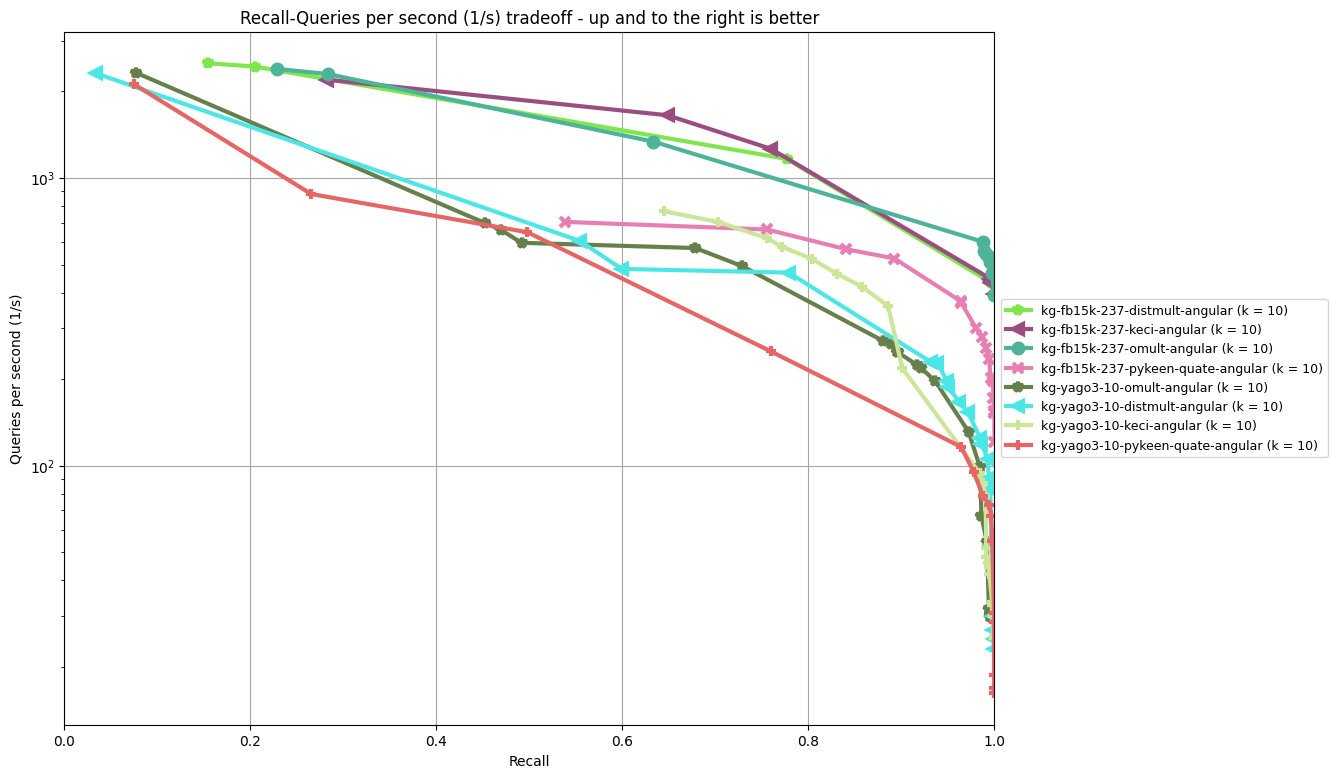 Recall-Queries per second (1/s) tradeoff - up and to the right is better
Queries per second (1/s)
10³
10²
0.0 0.2 0.4 0.6 0.8 1.0
Recall
kg-fb15k-237-distmult-angular (k = 10)
kg-fb15k-237-keci-angular (k = 10)
kg-fb15k-237-omult-angular (k = 10)
kg-fb15k-237-pykeen-quate-angular (k = 10)
kg-yago3-10-omult-angular (k = 10)
kg-yago3-10-distmult-angular (k = 10)
kg-yago3-10-keci-angular (k = 10)
kg-yago3-10-pykeen-quate-angular (k = 10)